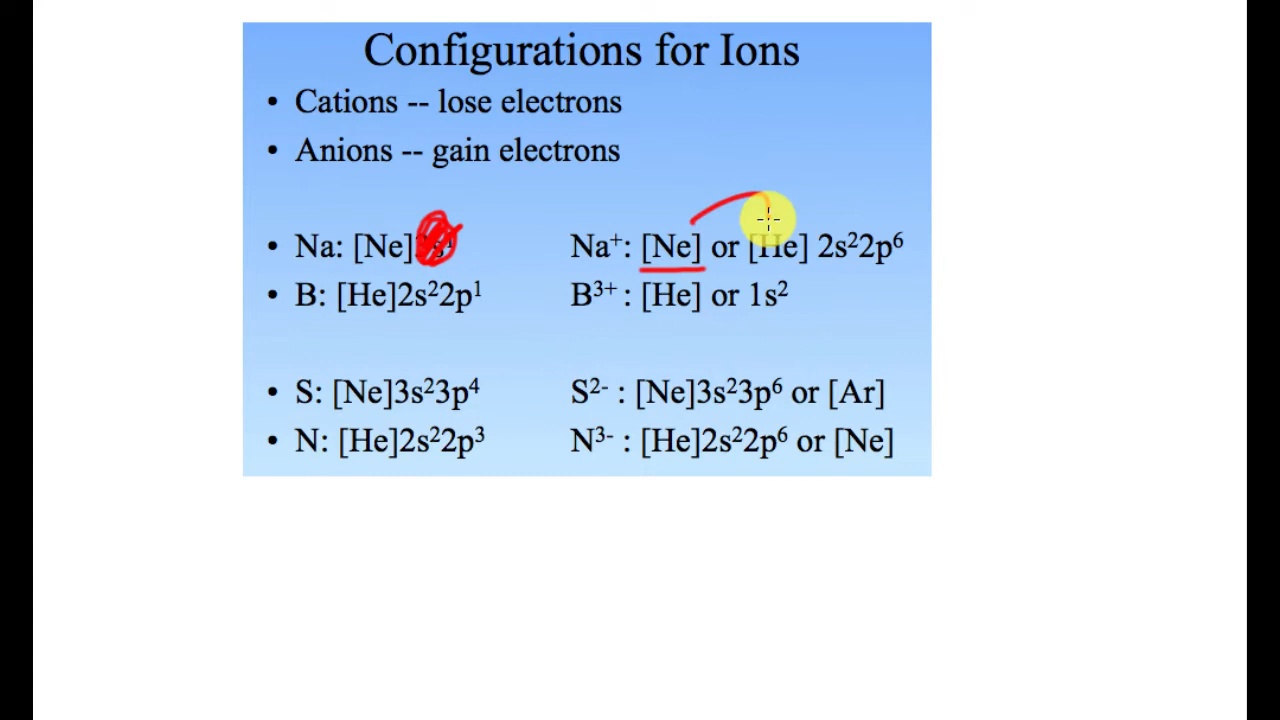 Configurations for Ions
• Cations -- lose electrons
• Anions -- gain electrons
• Na: [Ne] Na⁺: [Ne] or [He] 2s²2p⁶
• B: [He]2s²2p¹ B³⁺ : [He] or 1s²
• S: [Ne]3s²3p⁴ S²⁻ : [Ne]3s²3p⁶ or [Ar]
• N: [He]2s²2p³ N³⁻ : [He]2s²2p⁶ or [Ne]